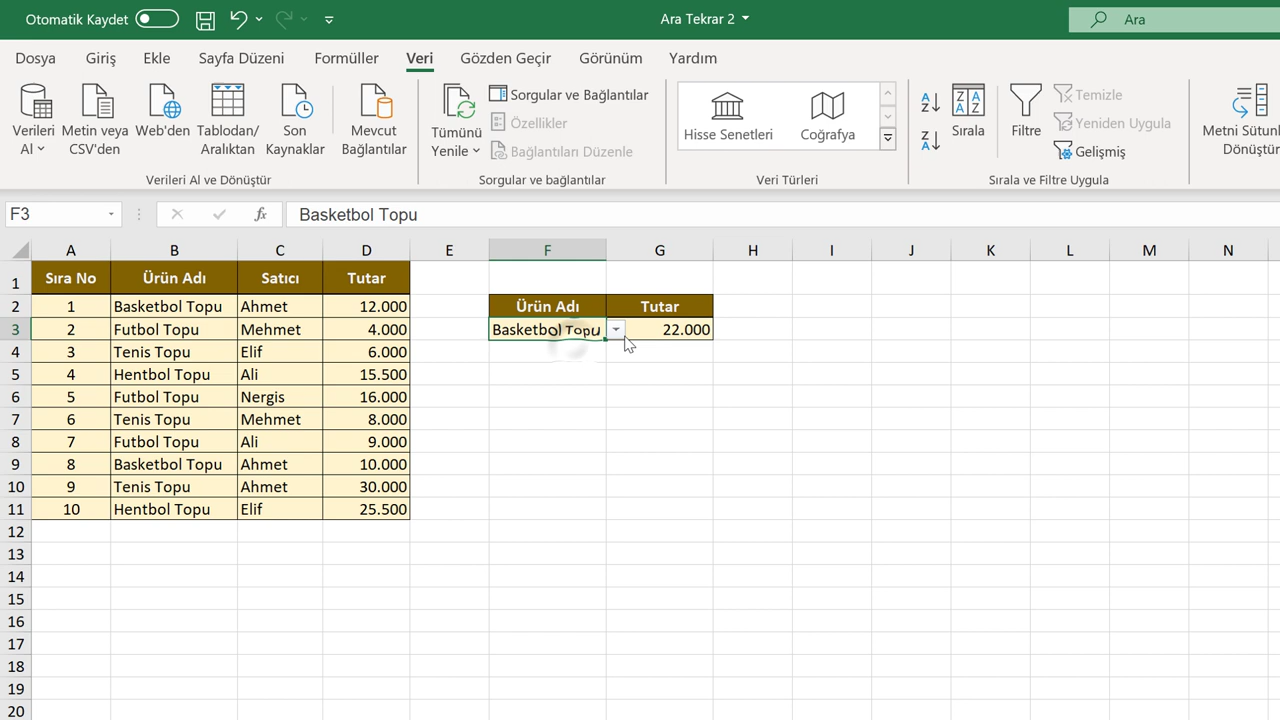 Otomatik Kaydet
Ara Tekrar 2
Ara
Dosya Giriş Ekle Sayfa Düzeni Formüller Veri Gözden Geçir Görünüm Yardım
Verileri Al
Metin veya CSV'den
Web'den
Tablodan/ Aralıktan
Son Kaynaklar
Mevcut Bağlantılar
Tümünü Yenile
Sorgular ve Bağlantılar
Özellikler
Bağlantıları Düzenle
Hisse Senetleri
Coğrafya
Sırala
Filtre
Temizle
Yeniden Uygula
Gelişmiş
Metni Sütunl
Dönüştür
Verileri Al ve Dönüştür
Sorgular ve bağlantılar
Veri Türleri
Sırala ve Filtre Uygula
F3 fx Basketbol Topu
A B C D E F G H I J K L M N
1 Sıra No Ürün Adı Satıcı Tutar
2 1 Basketbol Topu Ahmet 12.000 Ürün Adı Tutar
3 2 Futbol Topu Mehmet 4.000 Basketbol Topu 22.000
4 3 Tenis Topu Elif 6.000
5 4 Hentbol Topu Ali 15.500
6 5 Futbol Topu Nergis 16.000
7 6 Tenis Topu Mehmet 8.000
8 7 Futbol Topu Ali 9.000
9 8 Basketbol Topu Ahmet 10.000
10 9 Tenis Topu Ahmet 30.000
11 10 Hentbol Topu Elif 25.500
12
13
14
15
16
17
18
19
20